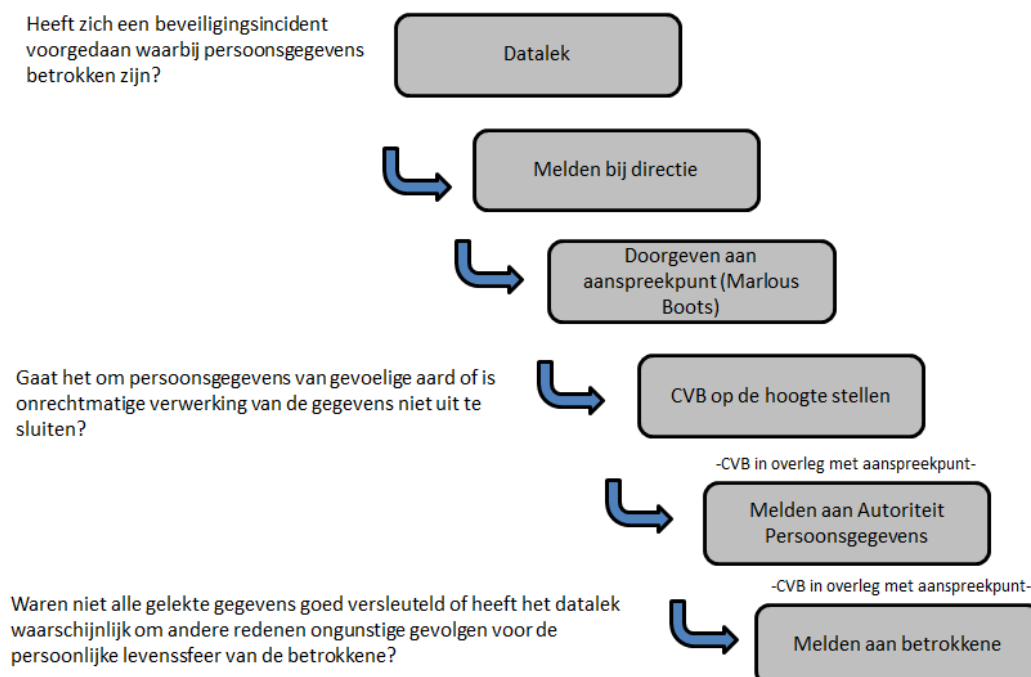 Heeft zich een beveiligingsincident
voorgedaan waarbij persoonsgegevens
betrokken zijn?
Datalek
Melden bij directie
Doorgeven aan
aanspreekpunt (Marlous
Boots)
Gaat het om persoonsgegevens van gevoelige aard of is
onrechtmatige verwerking van de gegevens niet uit te
sluiten?
CVB op de hoogte stellen
-CVB in overleg met aanspreekpunt-
Melden aan Autoriteit
Persoonsgegevens
-CVB in overleg met aanspreekpunt-
Waren niet alle gelekte gegevens goed versleuteld of heeft het datalek
waarschijnlijk om andere redenen ongunstige gevolgen voor de
persoonlijke levenssfeer van de betrokkene?
Melden aan betrokkene